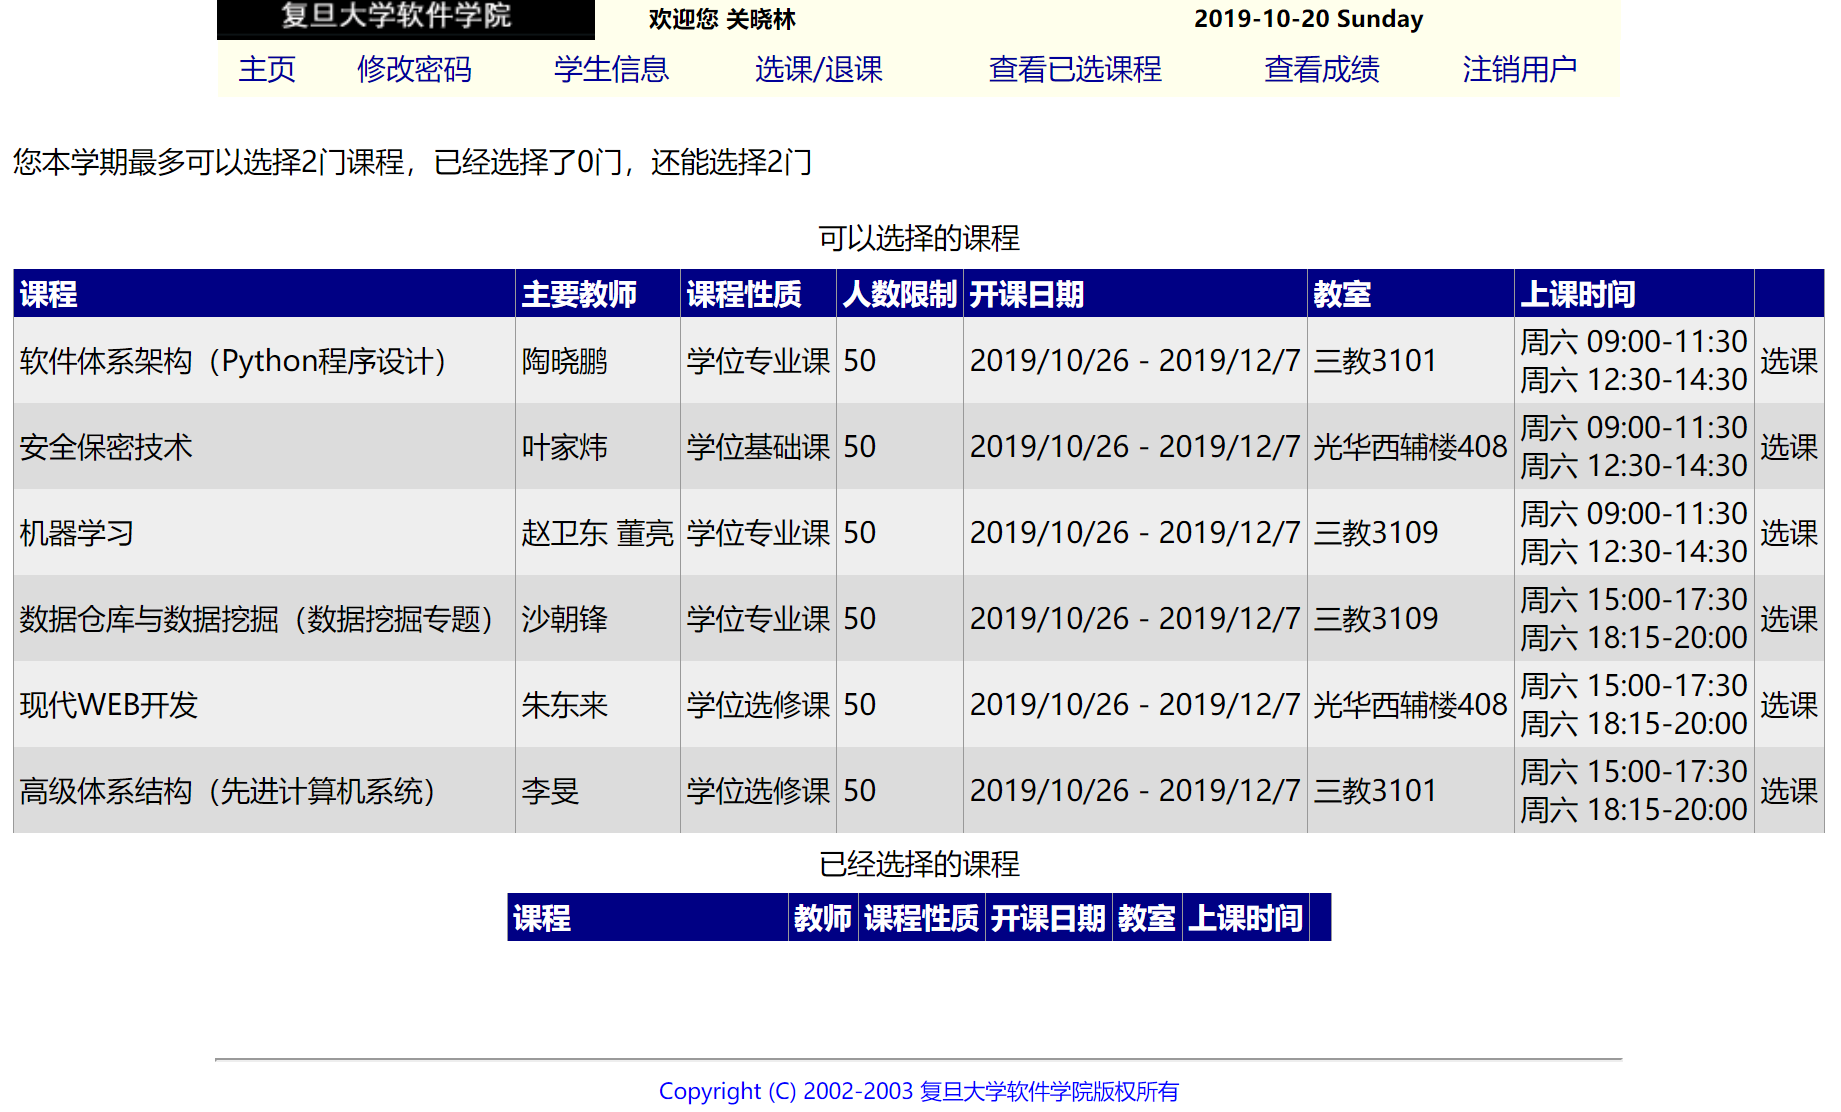 复旦大学软件学院 欢迎您 关晓林 2019-10-20 Sunday
主页 修改密码 学生信息 选课/退课 查看已选课程 查看成绩 注销用户
您本学期最多可以选择2门课程，已经选择了0门，还能选择2门
可以选择的课程
课程 主要教师 课程性质 人数限制 开课日期 教室 上课时间
软件体系架构（Python程序设计） 陶晓鹏 学位专业课 50 2019/10/26 - 2019/12/7 三教3101 周六 09:00-11:30
周六 12:30-14:30 选课
安全保密技术 叶家炜 学位基础课 50 2019/10/26 - 2019/12/7 光华西辅楼408 周六 09:00-11:30
周六 12:30-14:30 选课
机器学习 赵卫东 董亮 学位专业课 50 2019/10/26 - 2019/12/7 三教3109 周六 09:00-11:30
周六 12:30-14:30 选课
数据仓库与数据挖掘（数据挖掘专题） 沙朝锋 学位专业课 50 2019/10/26 - 2019/12/7 三教3109 周六 15:00-17:30
周六 18:15-20:00 选课
现代WEB开发 朱东来 学位选修课 50 2019/10/26 - 2019/12/7 光华西辅楼408 周六 15:00-17:30
周六 18:15-20:00 选课
高级体系结构（先进计算机系统） 李旻 学位选修课 50 2019/10/26 - 2019/12/7 三教3101 周六 15:00-17:30
周六 18:15-20:00 选课
已经选择的课程
课程 教师 课程性质 开课日期 教室 上课时间
Copyright (C) 2002-2003 复旦大学软件学院版权所有